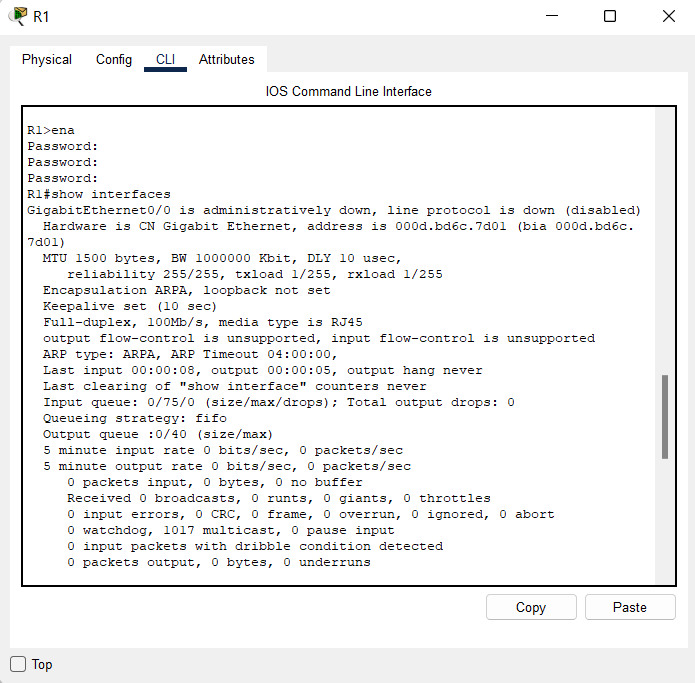 R1
Physical Config CLI Attributes
IOS Command Line Interface
R1>ena
Password:
Password:
Password:
R1#show interfaces
GigabitEthernet0/0 is administratively down, line protocol is down (disabled)
Hardware is CN Gigabit Ethernet, address is 000d.bd6c.7d01 (bia 000d.bd6c.
7d01)
MTU 1500 bytes, BW 1000000 Kbit, DLY 10 usec,
reliability 255/255, txload 1/255, rxload 1/255
Encapsulation ARPA, loopback not set
Keepalive set (10 sec)
Full-duplex, 100Mb/s, media type is RJ45
output flow-control is unsupported, input flow-control is unsupported
ARP type: ARPA, ARP Timeout 04:00:00,
Last input 00:00:08, output 00:00:05, output hang never
Last clearing of "show interface" counters never
Input queue: 0/75/0 (size/max/drops); Total output drops: 0
Queueing strategy: fifo
Output queue :0/40 (size/max)
5 minute input rate 0 bits/sec, 0 packets/sec
5 minute output rate 0 bits/sec, 0 packets/sec
0 packets input, 0 bytes, 0 no buffer
Received 0 broadcasts, 0 runts, 0 giants, 0 throttles
0 input errors, 0 CRC, 0 frame, 0 overrun, 0 ignored, 0 abort
0 watchdog, 1017 multicast, 0 pause input
0 input packets with dribble condition detected
0 packets output, 0 bytes, 0 underruns
Copy Paste
Top